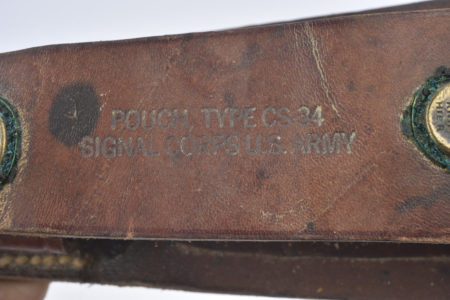 POUCH, TYPE CS-34
SIGNAL CORPS U.S. ARMY